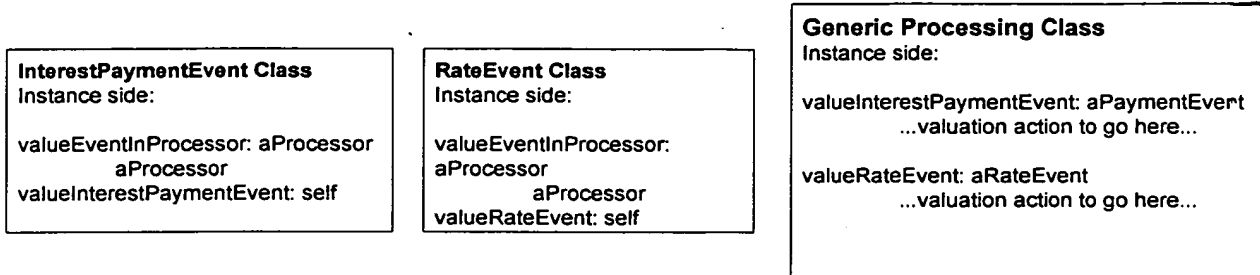 InterestPaymentEvent Class
Instance side:
valueEventInProcessor: aProcessor
aProcessor
valueInterestPaymentEvent: self
RateEvent Class
Instance side:
valueEventInProcessor:
aProcessor
aProcessor
valueRateEvent: self
Generic Processing Class
Instance side:
valueInterestPaymentEvent: aPaymentEvent
...valuation action to go here...
valueRateEvent: aRateEvent
...valuation action to go here...